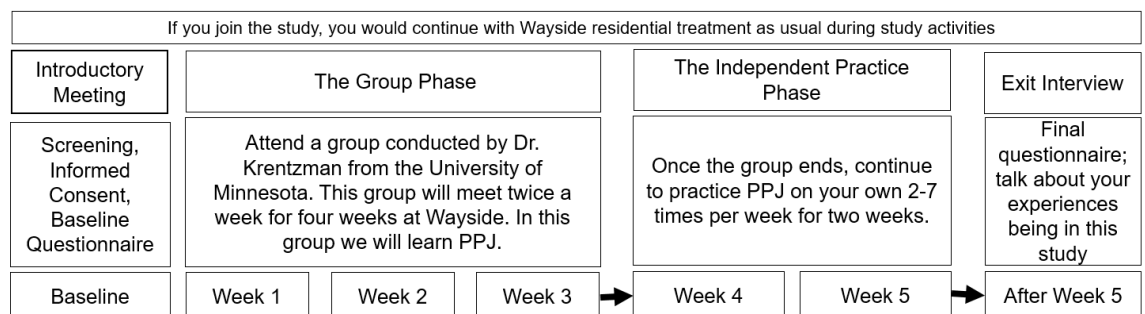 If you join the study, you would continue with Wayside residential treatment as usual during study activities
Introductory
Meeting
The Group Phase
The Independent Practice
Phase
Exit Interview
Screening,
Informed
Consent,
Baseline
Questionnaire
Attend a group conducted by Dr.
Krentzman from the University of
Minnesota. This group will meet twice a
week for four weeks at Wayside. In this
group we will learn PPJ.
Once the group ends, continue
to practice PPJ on your own 2-7
times per week for two weeks.
Final
questionnaire;
talk about your
experiences
being in this
study
Baseline
Week 1
Week 2
Week 3
Week 4
Week 5
After Week 5